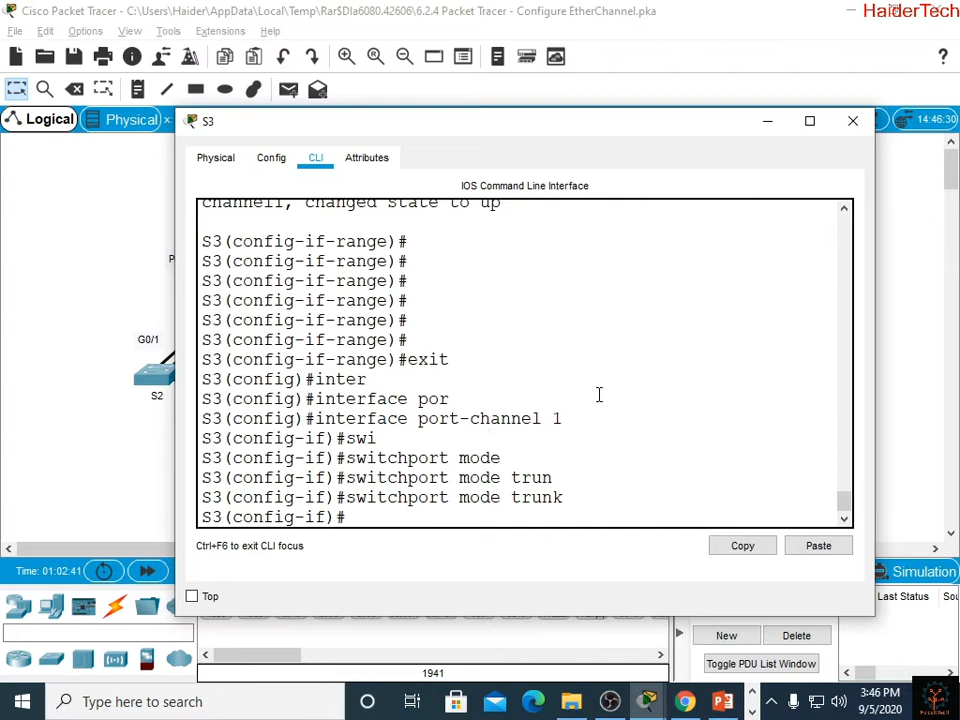 Cisco Packet Tracer - C:\Users\Haider\AppData\Local\Temp\Rar$DIa6080.42606\6.2.4 Packet Tracer - Configure EtherChannel.pka
HaiderTech
File Edit Options View Tools Extensions Help
?
Logical
Physical
x:
14:46:30
S3
Physical Config CLI Attributes
IOS Command Line Interface
channel1, changed state to up
S3(config-if-range)#
S3(config-if-range)#
S3(config-if-range)#
S3(config-if-range)#
S3(config-if-range)#
S3(config-if-range)#
S3(config-if-range)#exit
S3(config)#inter
S3(config)#interface por
S3(config)#interface port-channel 1
S3(config-if)#swi
S3(config-if)#switchport mode
S3(config-if)#switchport mode trun
S3(config-if)#switchport mode trunk
S3(config-if)#
P
G0/1
S2
Ctrl+F6 to exit CLI focus
Copy
Paste
Top
Time: 01:02:41
Simulation
Last Status
Sou
New
Delete
Toggle PDU List Window
1941
Type here to search
3:46 PM
9/5/2020